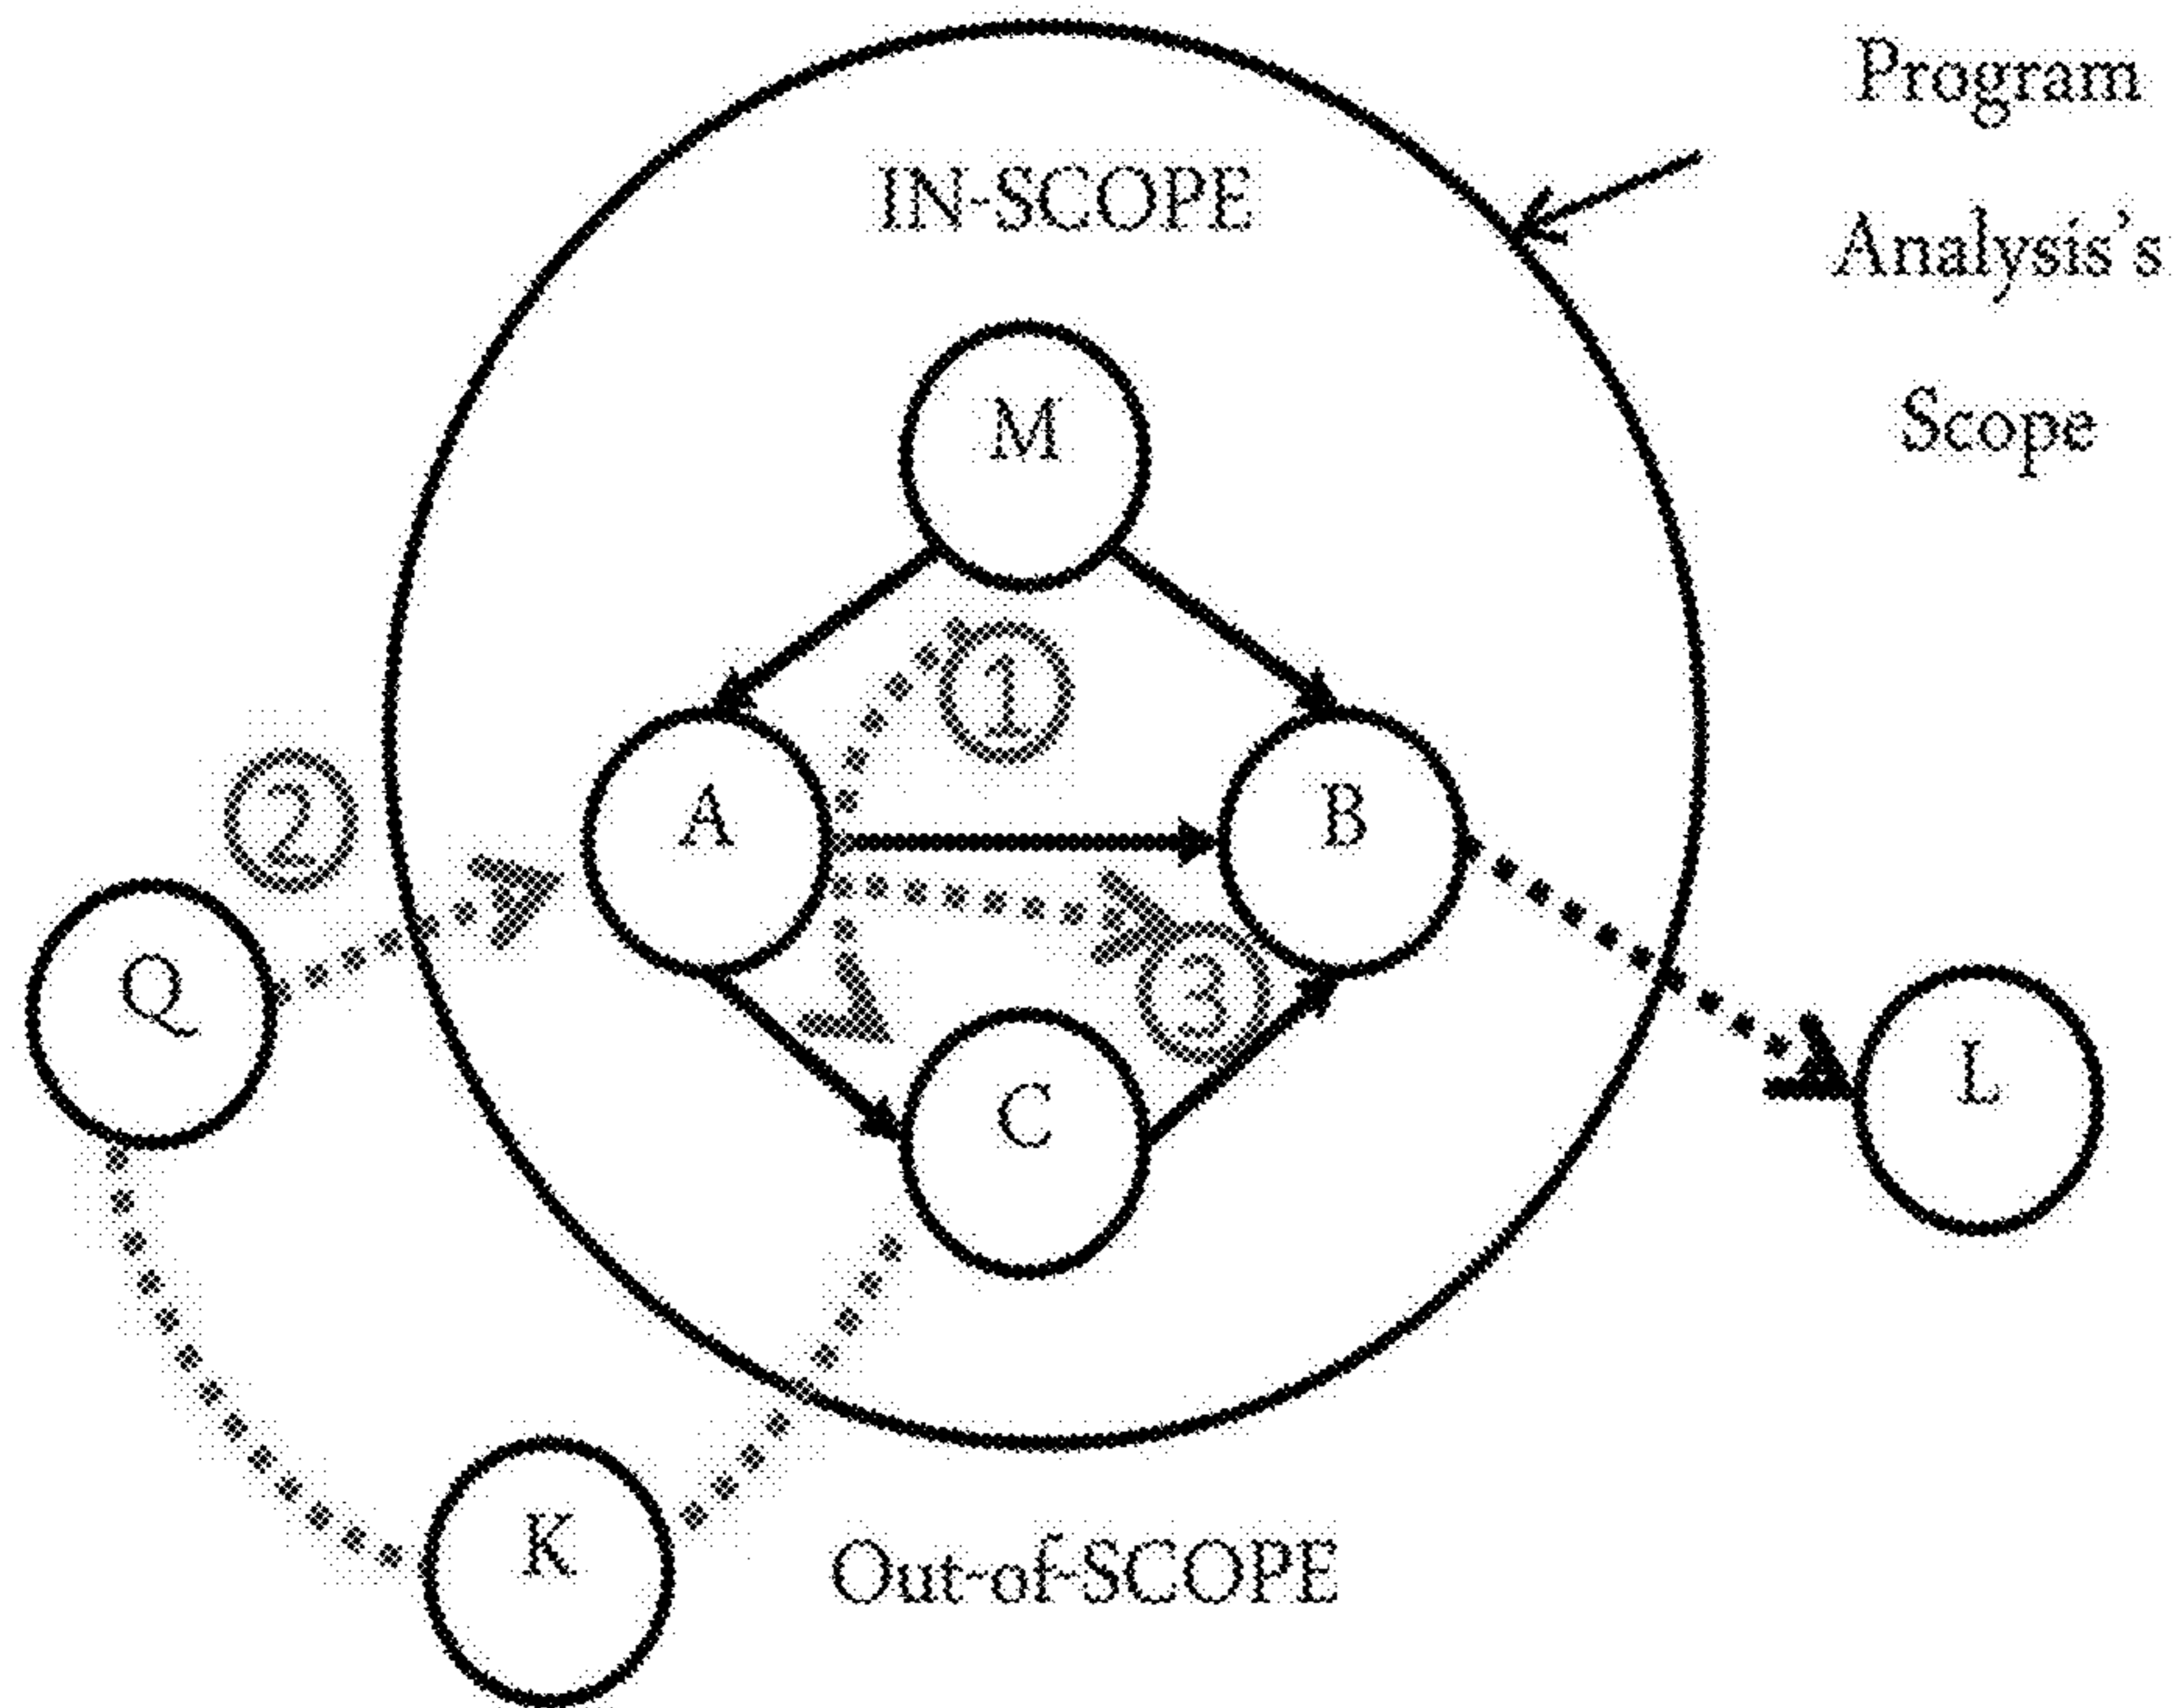 Program
Analysis's
Scope
IN-SCOPE
M
①
A
B
②
Q
③
C
L
K
Out-of-SCOPE